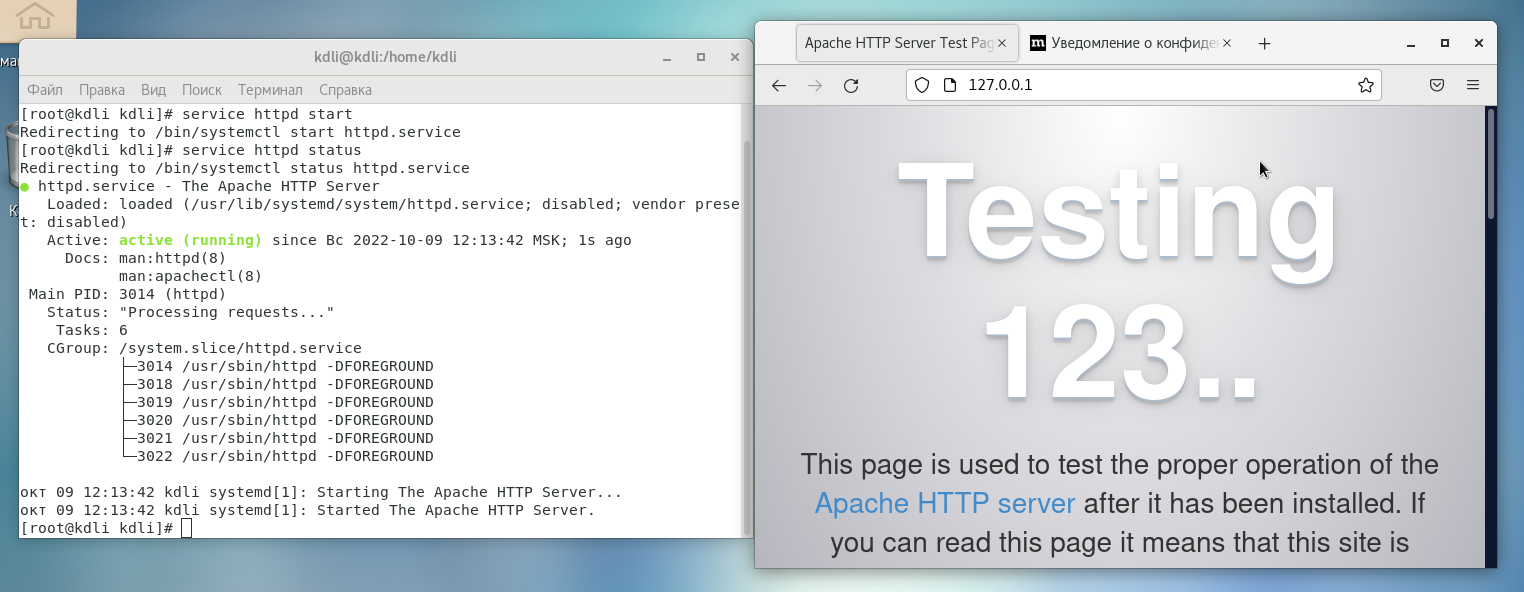 kdli@kdli:/home/kdli
Файл Правка Вид Поиск Терминал Справка
[root@kdli kdli]# service httpd start
Redirecting to /bin/systemctl start httpd.service
[root@kdli kdli]# service httpd status
Redirecting to /bin/systemctl status httpd.service
● httpd.service - The Apache HTTP Server
Loaded: loaded (/usr/lib/systemd/system/httpd.service; disabled; vendor prese
t: disabled)
Active: active (running) since Вс 2022-10-09 12:13:42 MSK; 1s ago
Docs: man:httpd(8)
man:apachectl(8)
Main PID: 3014 (httpd)
Status: "Processing requests..."
Tasks: 6
CGroup: /system.slice/httpd.service
├─3014 /usr/sbin/httpd -DFOREGROUND
├─3018 /usr/sbin/httpd -DFOREGROUND
├─3019 /usr/sbin/httpd -DFOREGROUND
├─3020 /usr/sbin/httpd -DFOREGROUND
├─3021 /usr/sbin/httpd -DFOREGROUND
└─3022 /usr/sbin/httpd -DFOREGROUND
окт 09 12:13:42 kdli systemd[1]: Starting The Apache HTTP Server...
окт 09 12:13:42 kdli systemd[1]: Started The Apache HTTP Server.
[root@kdli kdli]#
Apache HTTP Server Test Pag
m Уведомление о конфиде
127.0.0.1
Testing
123..
This page is used to test the proper operation of the
Apache HTTP server after it has been installed. If
you can read this page it means that this site is